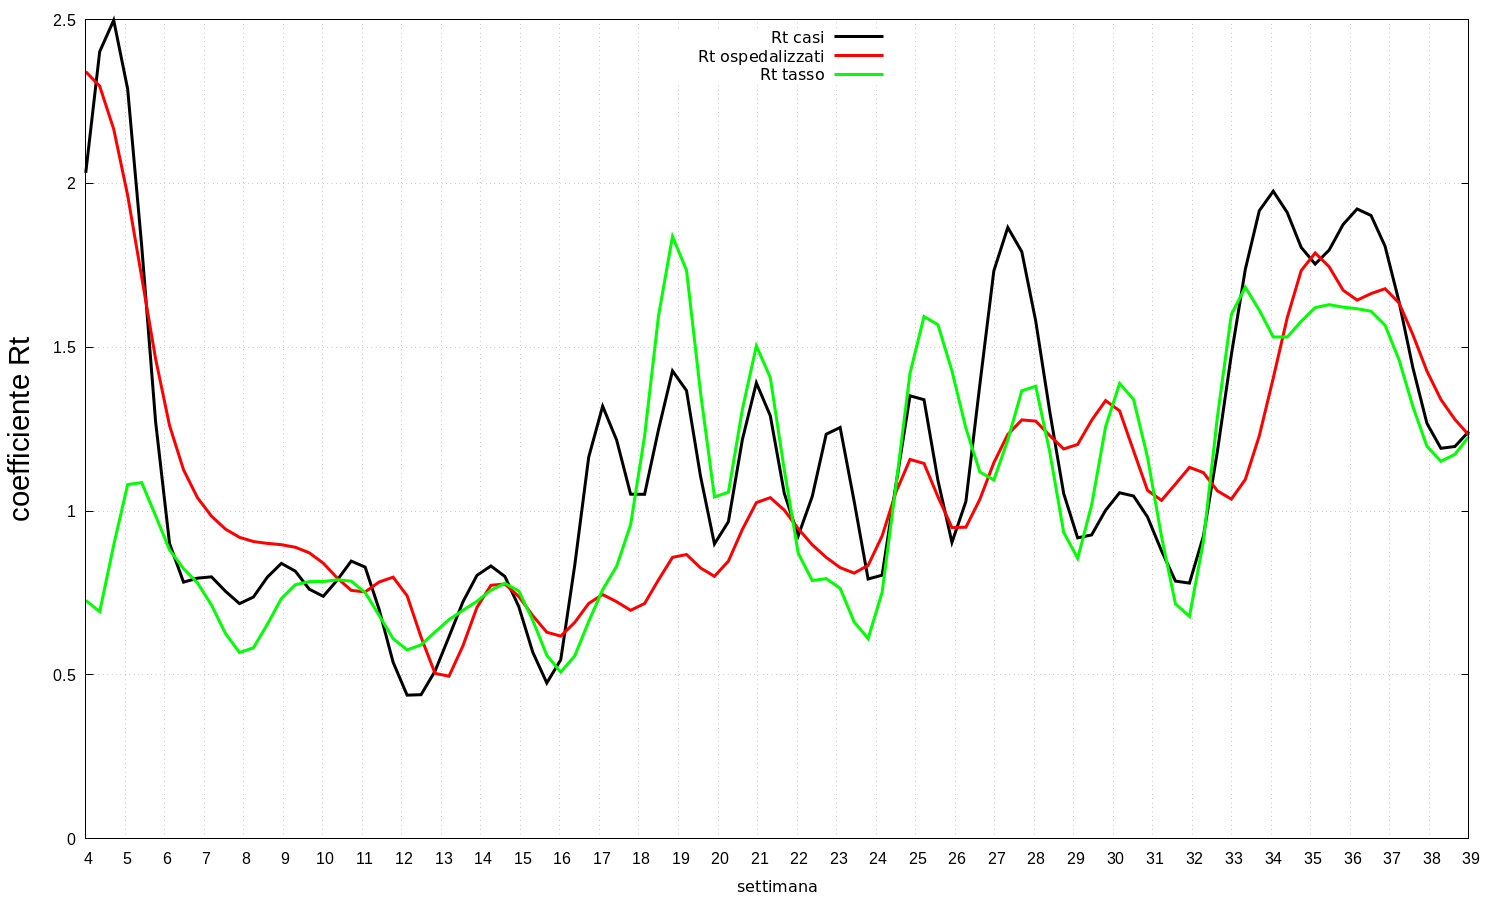 2.5
2
1.5
1
0.5
0
coefficiente Rt
Rt casi
Rt ospedalizzati
Rt tasso
4 5 6 7 8 9 10 11 12 13 14 15 16 17 18 19 20 21 22 23 24 25 26 27 28 29 30 31 32 33 34 35 36 37 38 39
settimana